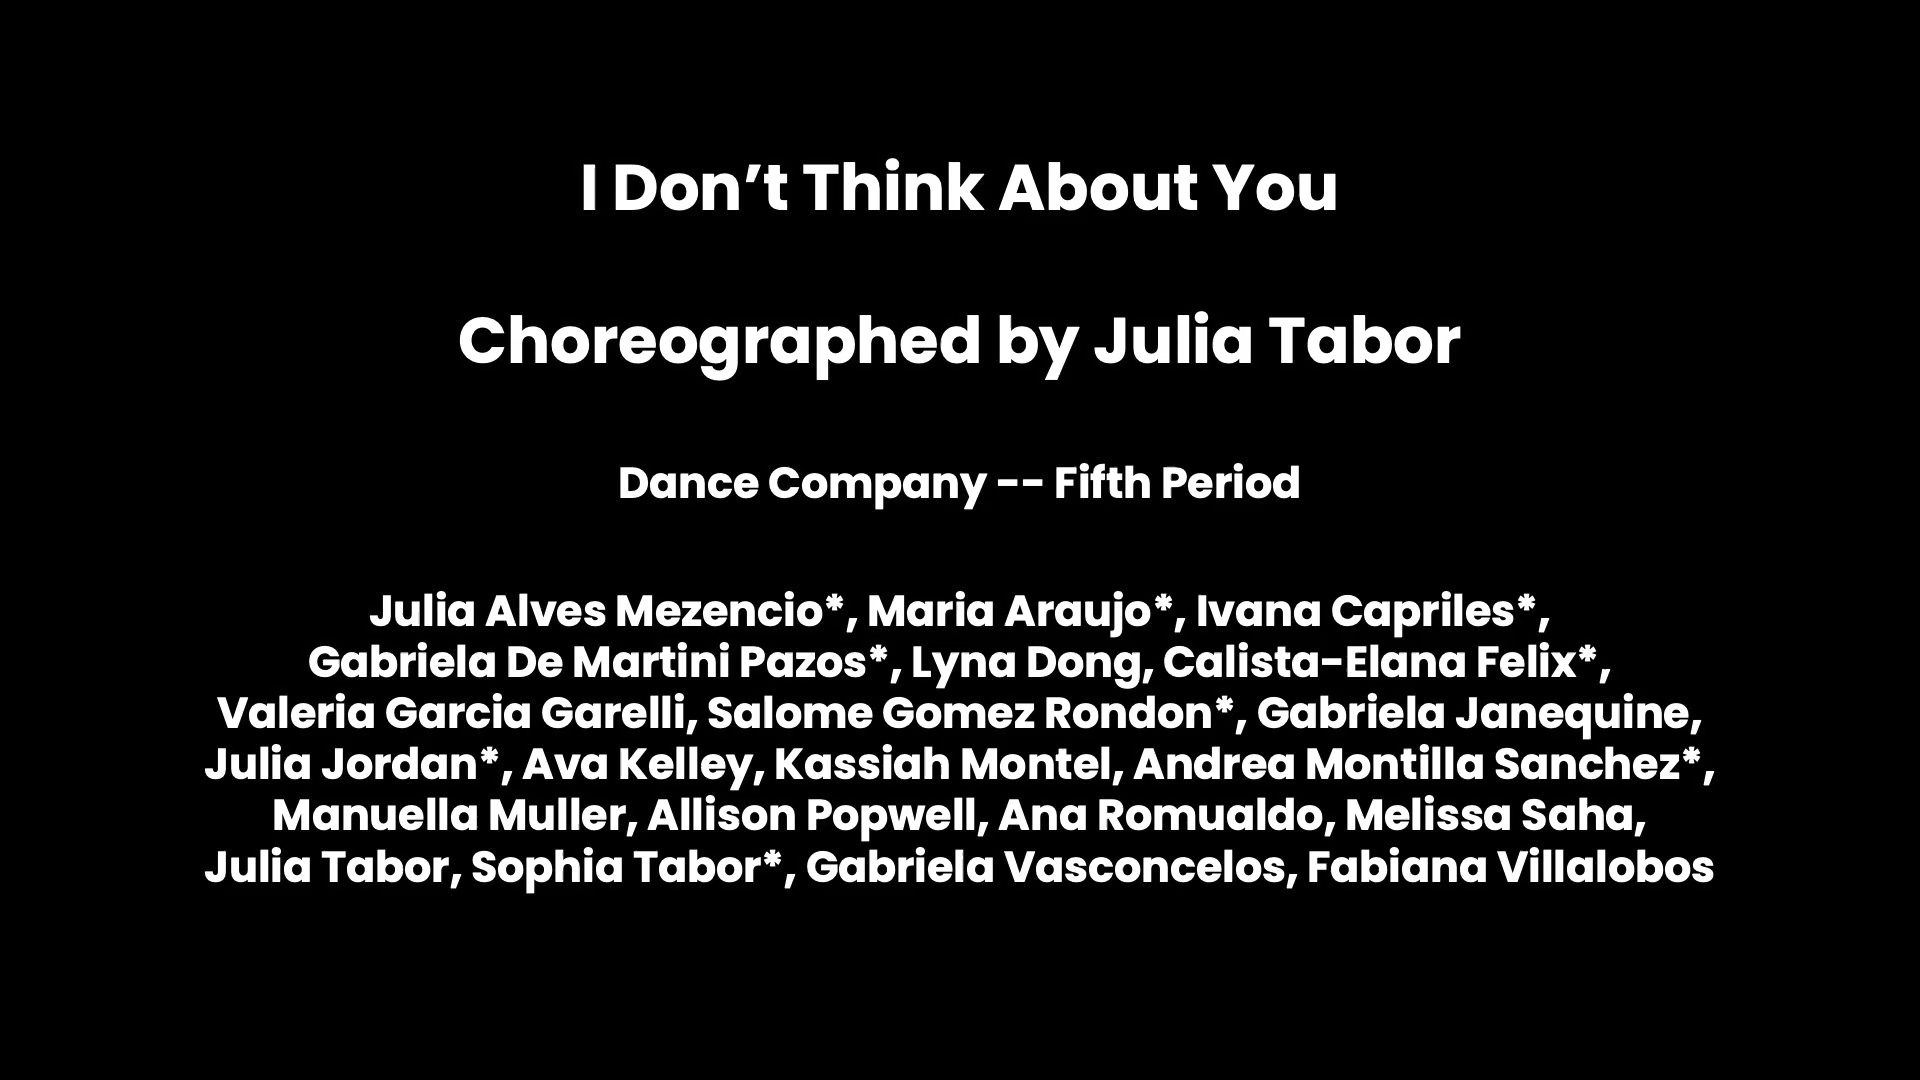 I Don’t Think About You
Choreographed by Julia Tabor
Dance Company -- Fifth Period
Julia Alves Mezencio*, Maria Araujo*, Ivana Capriles*,
Gabriela De Martini Pazos*, Lyna Dong, Calista-Elana Felix*,
Valeria Garcia Garelli, Salome Gomez Rondon*, Gabriela Janequine,
Julia Jordan*, Ava Kelley, Kassiah Montel, Andrea Montilla Sanchez*,
Manuella Muller, Allison Popwell, Ana Romualdo, Melissa Saha,
Julia Tabor, Sophia Tabor*, Gabriela Vasconcelos, Fabiana Villalobos